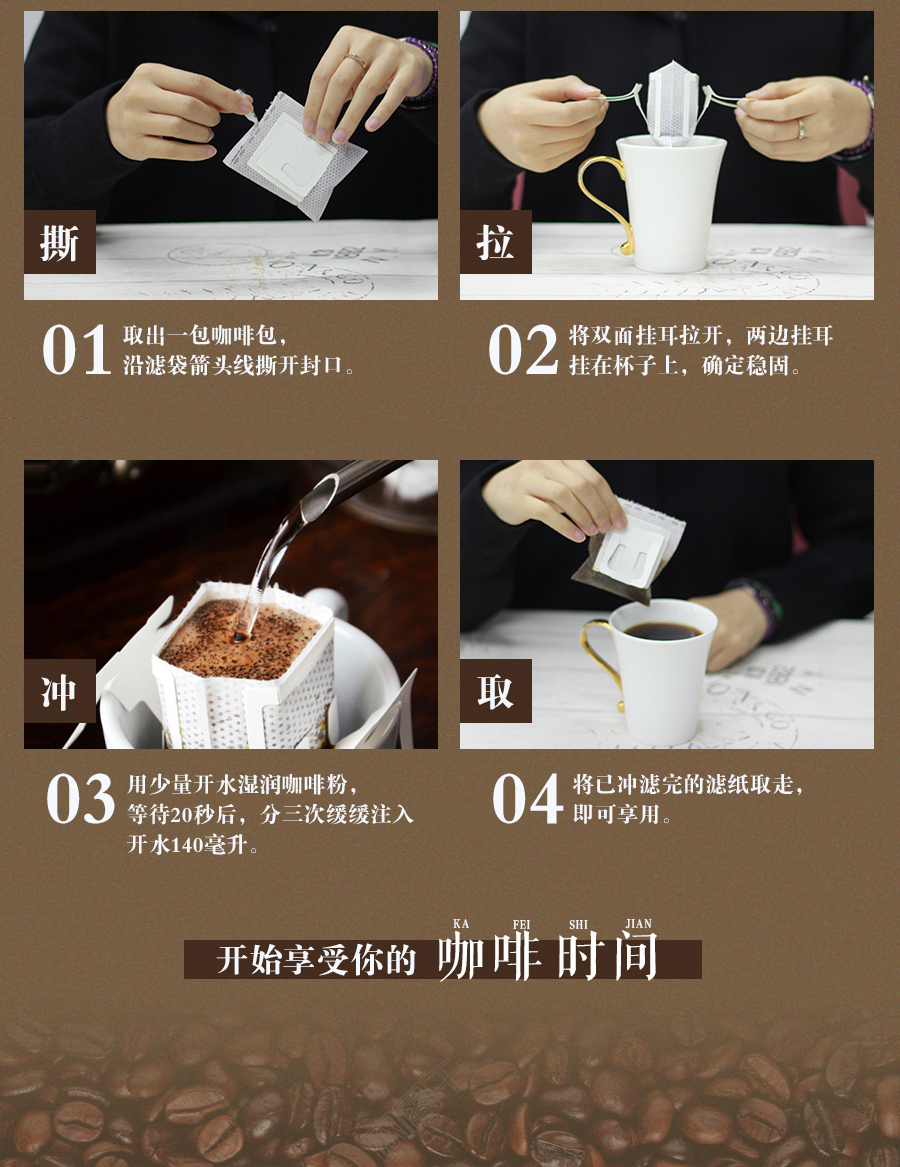 撕
拉
01
取出一包咖啡包，
沿滤袋箭头线撕开封口。
02
将双面挂耳拉开，两边挂耳
挂在杯子上，确定稳固。
冲
取
03
用少量开水湿润咖啡粉，
等待20秒后，分三次缓缓注入
开水140毫升。
04
将已冲滤完的滤纸取走，
即可享用。
KA FEI SHI JIAN
开始享受你的 咖啡时间